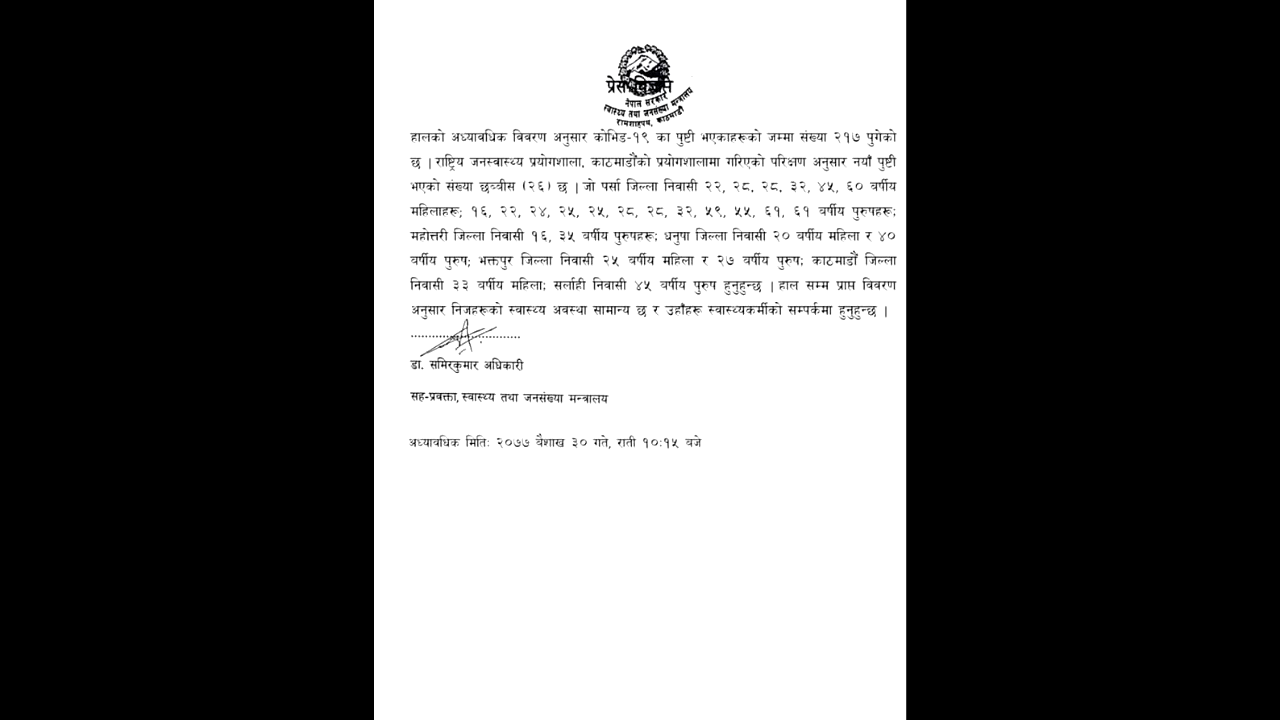 प्रेस विज्ञप्ति
नेपाल सरकार
स्वास्थ्य तथा जनसंख्या मन्त्रालय
रामशाहपथ, काठमाडौं
हालको अध्यावधिक विवरण अनुसार कोभिड-१९ का पुष्टी भएकाहरूको जम्मा संख्या २१७ पुगेको
छ | राष्ट्रिय जनस्वास्थ्य प्रयोगशाला, काठमाडौंको प्रयोगशालामा गरिएको परिक्षण अनुसार नयाँ पुष्टी
भएको संख्या छब्बीस (२६) छ | जो पर्सा जिल्ला निवासी २२, २८, २८, ३२, ४५, ६० वर्षीय
महिलाहरू; १६, २२, २४, २५, २५, २८, २८, ३२, ५९, ५५, ६१, ६१ वर्षीय पुरुषहरू;
महोत्तरी जिल्ला निवासी १६, ३५ वर्षीय पुरुषहरू; धनुषा जिल्ला निवासी २० वर्षीय महिला र ४०
वर्षीय पुरुष; भक्तपुर जिल्ला निवासी २५ वर्षीय महिला र २७ वर्षीय पुरुष; काठमाडौं जिल्ला
निवासी ३३ वर्षीय महिला; सर्लाही निवासी ४५ वर्षीय पुरुष हुनुहुन्छ | हाल सम्म प्राप्त विवरण
अनुसार निजहरूको स्वास्थ्य अवस्था सामान्य छ र उहाँहरू स्वास्थ्यकर्मीको सम्पर्कमा हुनुहुन्छ |
डा. समिरकुमार अधिकारी
सह-प्रवक्ता, स्वास्थ्य तथा जनसंख्या मन्त्रालय
अध्यावधिक मितिः २०७७ बैशाख ३० गते, राती १०:१५ बजे